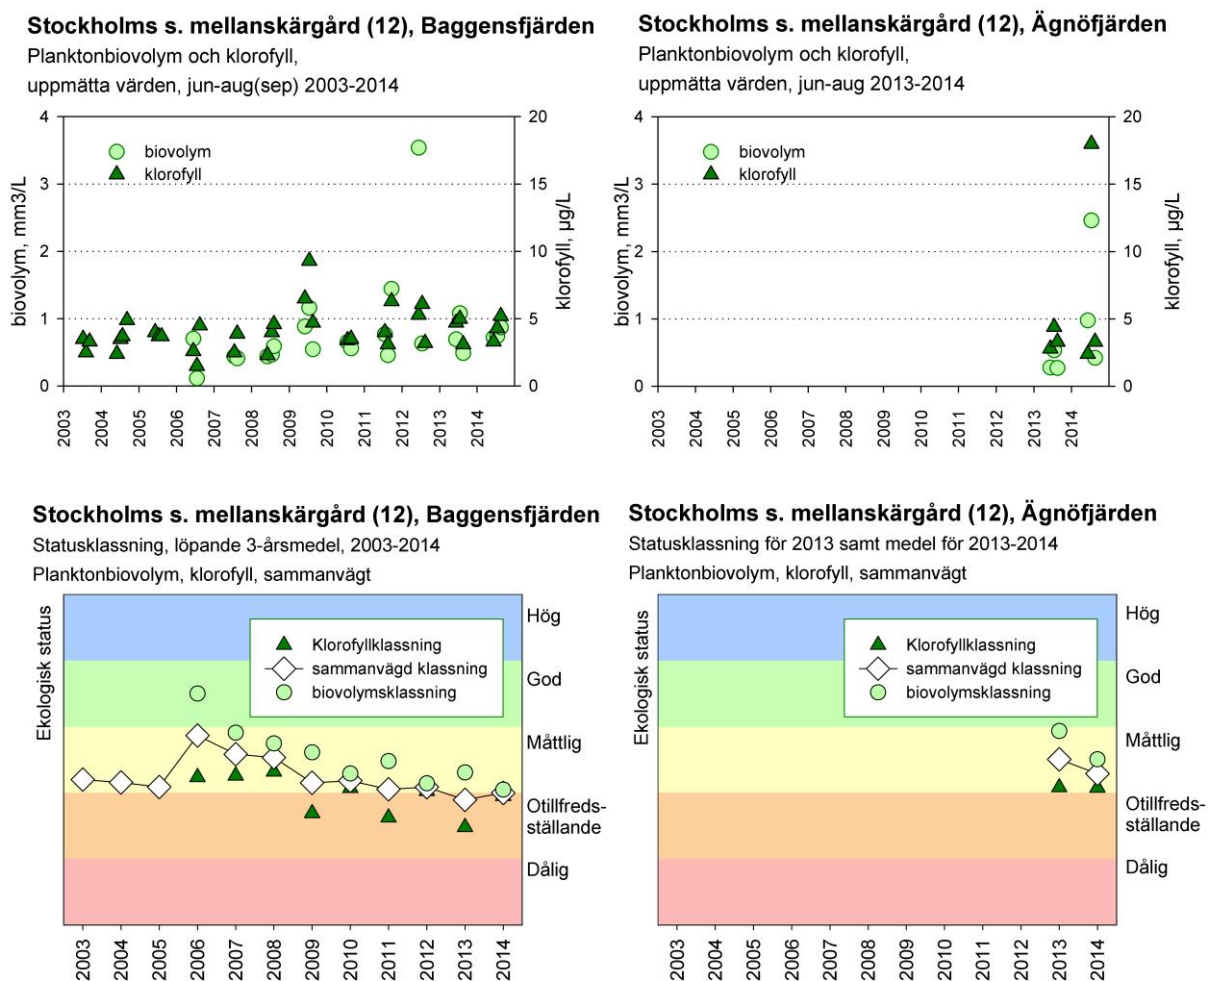 Stockholms s. mellanskärgård (12), Baggensfjärden
Planktonbiovolym och klorofyll,
uppmätta värden, jun-aug(sep) 2003-2014
biovolym, mm3/L
4
3
2
1
0
biovolym
klorofyll
20
15
10
5
0
klorofyll, µg/L
2003
2004
2005
2006
2007
2008
2009
2010
2011
2012
2013
2014
Stockholms s. mellanskärgård (12), Ägnöfjärden
Planktonbiovolym och klorofyll,
uppmätta värden, jun-aug 2013-2014
biovolym, mm3/L
4
3
2
1
0
biovolym
klorofyll
20
15
10
5
0
klorofyll, µg/L
2003
2004
2005
2006
2007
2008
2009
2010
2011
2012
2013
2014
Stockholms s. mellanskärgård (12), Baggensfjärden
Statusklassning, löpande 3-årsmedel, 2003-2014
Planktonbiovolym, klorofyll, sammanvägt
Ekologisk status
Klorofyllklassning
sammanvägd klassning
biovolymsklassning
Hög
God
Måttlig
Otillfreds-
ställande
Dålig
2003
2004
2005
2006
2007
2008
2009
2010
2011
2012
2013
2014
Stockholms s. mellanskärgård (12), Ägnöfjärden
Statusklassning för 2013 samt medel för 2013-2014
Planktonbiovolym, klorofyll, sammanvägt
Ekologisk status
Klorofyllklassning
sammanvägd klassning
biovolymsklassning
Hög
God
Måttlig
Otillfreds-
ställande
Dålig
2003
2004
2005
2006
2007
2008
2009
2010
2011
2012
2013
2014